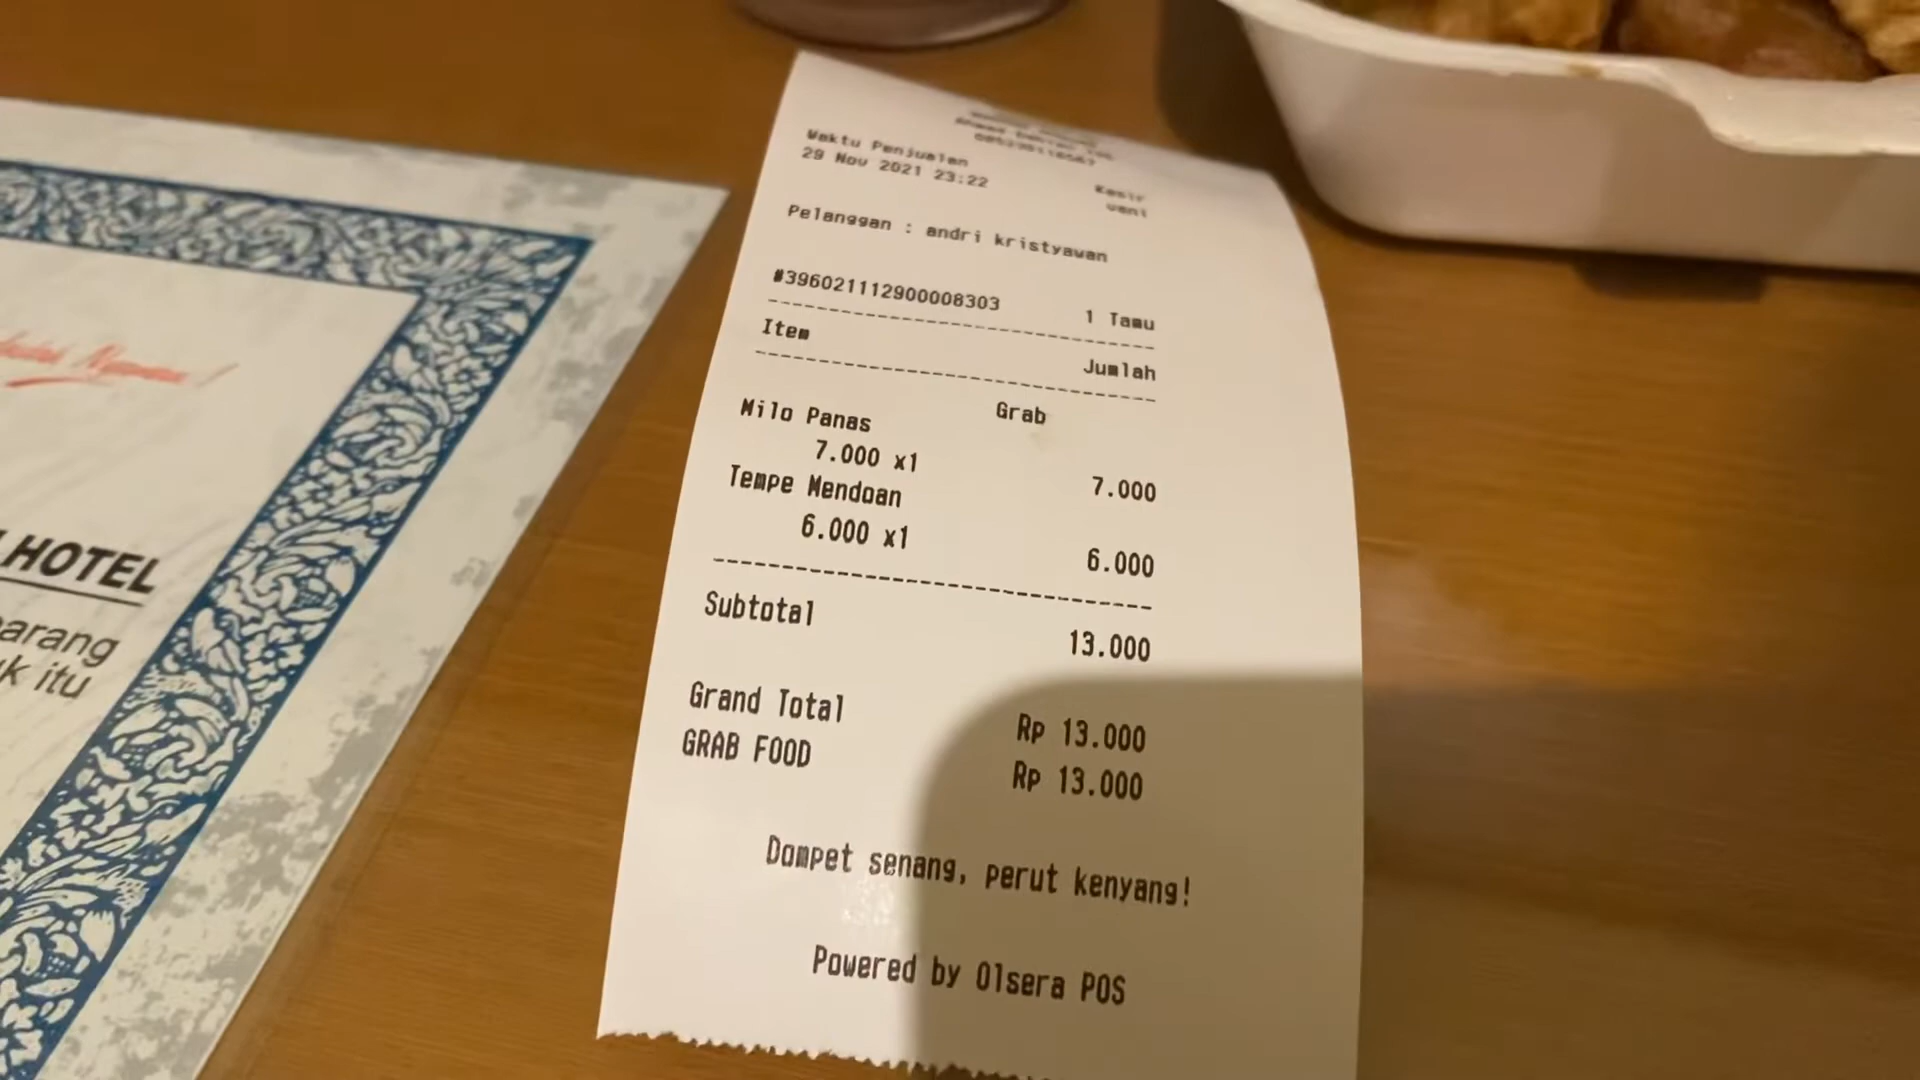 Waktu Penjualan
29 Nov 2021 23:22
Kasir
Pelanggan : andri kristyawan
#396021112900008303 1 Tamu
Item Jumlah
Grab
Milo Panas
7.000 x1 7.000
Tempe Mendoan
6.000 x1 6.000
Subtotal 13.000
Grand Total Rp 13.000
GRAB FOOD Rp 13.000
Dompet senang, perut kenyang!
Powered by Olsera POS
HOTEL
arang
k itu